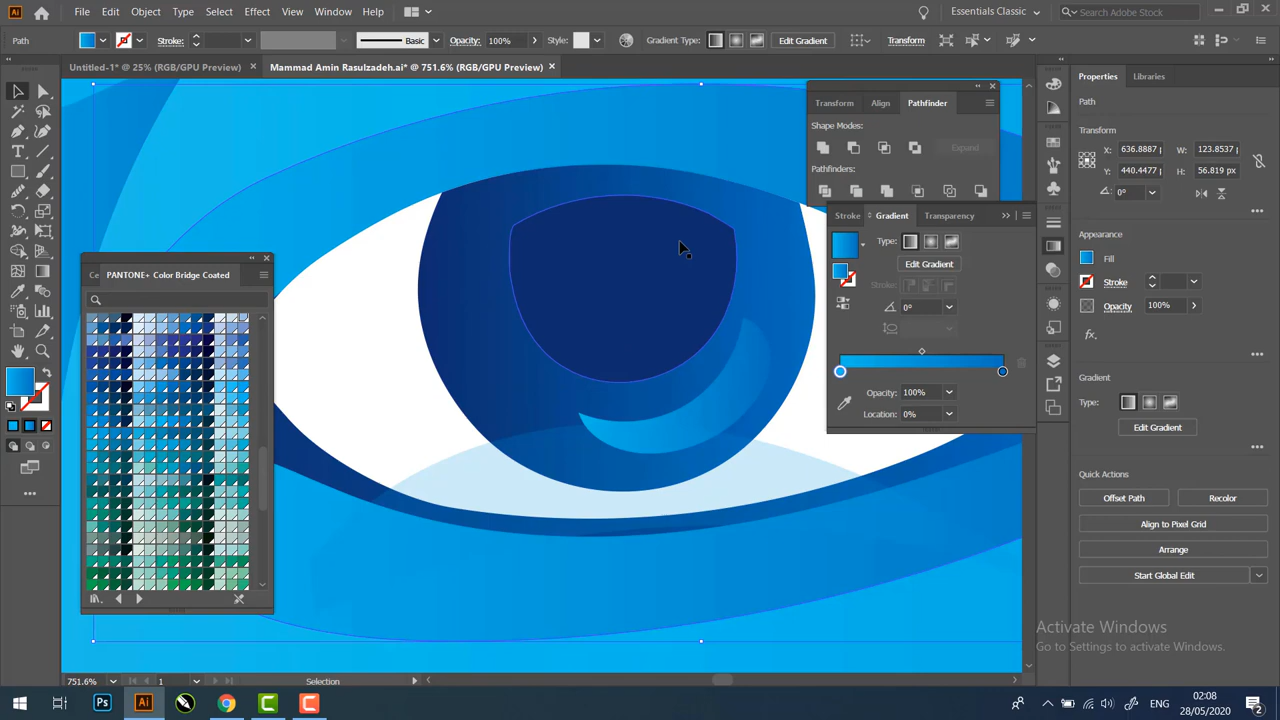 Ai File Edit Object Type Select Effect View Window Help Essentials Classic Search Adobe Stock
Path Stroke: Basic Opacity: 100% Style: Gradient Type: Edit Gradient Transform
Untitled-1* @ 25% (RGB/GPU Preview) × Mammad Amin Rasulzadeh.ai* @ 751.6% (RGB/GPU Preview) ×
Properties Libraries
Path
Transform
X: 636.8887 p W: 123.8537
Y: 440.4477 p H: 56.819 px
0°
Appearance
Fill
Stroke
Opacity 100%
fx.
Gradient
Type:
Edit Gradient
Quick Actions
Offset Path Recolor
Align to Pixel Grid
Arrange
Start Global Edit
Transform Align Pathfinder
Shape Modes:
Expand
Pathfinders:
Stroke Gradient Transparency
Type:
Edit Gradient
Stroke:
0°
Opacity: 100%
Location: 0%
Ce PANTONE+ Color Bridge Coated
Activate Windows
Go to Settings to activate Windows.
751.6% 1 Selection
Ps Ai ENG 02:08
28/05/2020 2